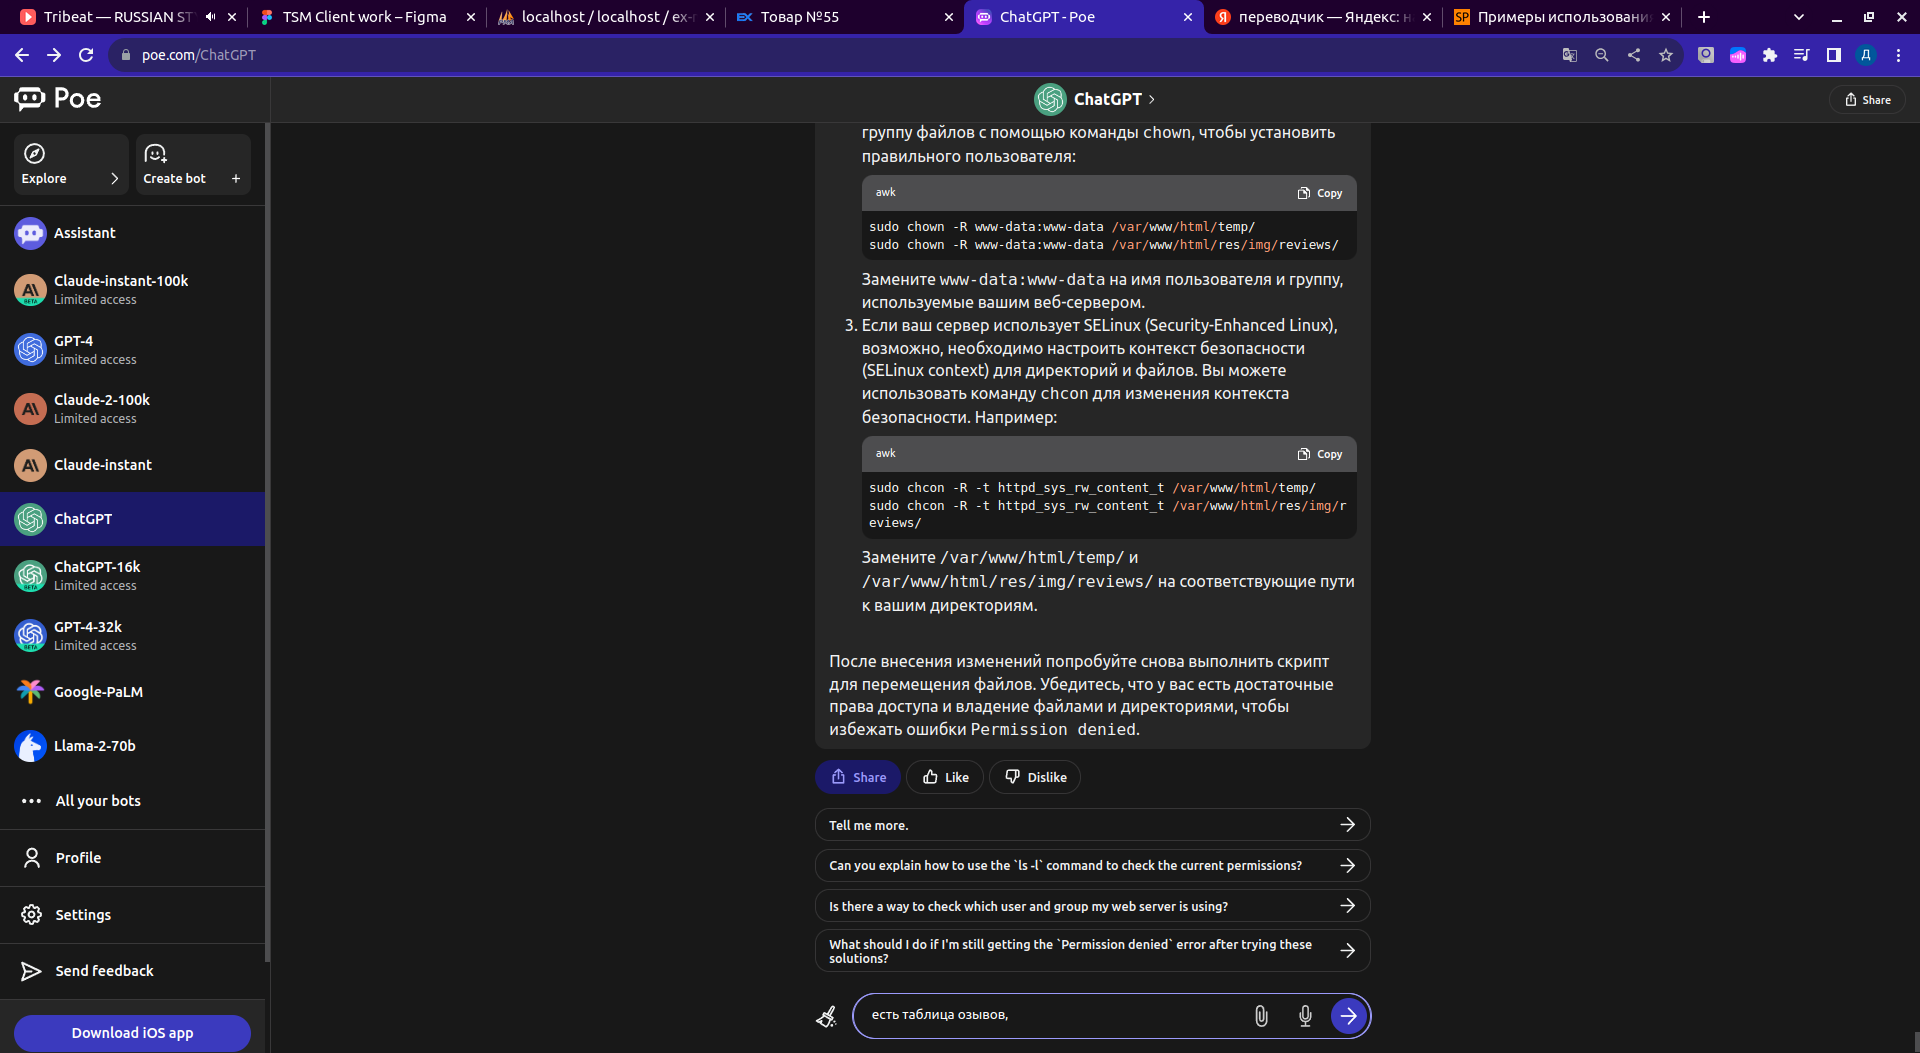 Tribeat — RUSSIAN ST
TSM Client work – Figma
localhost / localhost / ex-
Товар №55
ChatGPT - Poe
переводчик — Яндекс: н
Примеры использовани
poe.com/ChatGPT
Д
Poe
ChatGPT
Share
Explore
Create bot +
Assistant
Claude-instant-100k
Limited access
GPT-4
Limited access
Claude-2-100k
Limited access
Claude-instant
ChatGPT
ChatGPT-16k
Limited access
GPT-4-32k
Limited access
Google-PaLM
Llama-2-70b
All your bots
Profile
Settings
Send feedback
Download iOS app
группу файлов с помощью команды chown, чтобы установить
правильного пользователя:
awk
Copy
sudo chown -R www-data:www-data /var/www/html/temp/
sudo chown -R www-data:www-data /var/www/html/res/img/reviews/
Замените www-data:www-data на имя пользователя и группу,
используемые вашим веб-сервером.
3. Если ваш сервер использует SELinux (Security-Enhanced Linux),
возможно, необходимо настроить контекст безопасности
(SELinux context) для директорий и файлов. Вы можете
использовать команду chcon для изменения контекста
безопасности. Например:
awk
Copy
sudo chcon -R -t httpd_sys_rw_content_t /var/www/html/temp/
sudo chcon -R -t httpd_sys_rw_content_t /var/www/html/res/img/r
eviews/
Замените /var/www/html/temp/ и
/var/www/html/res/img/reviews/ на соответствующие пути
к вашим директориям.
После внесения изменений попробуйте снова выполнить скрипт
для перемещения файлов. Убедитесь, что у вас есть достаточные
права доступа и владение файлами и директориями, чтобы
избежать ошибки Permission denied.
Share
Like
Dislike
Tell me more.
Can you explain how to use the `ls -l` command to check the current permissions?
Is there a way to check which user and group my web server is using?
What should I do if I'm still getting the `Permission denied` error after trying these
solutions?
есть таблица озывов,